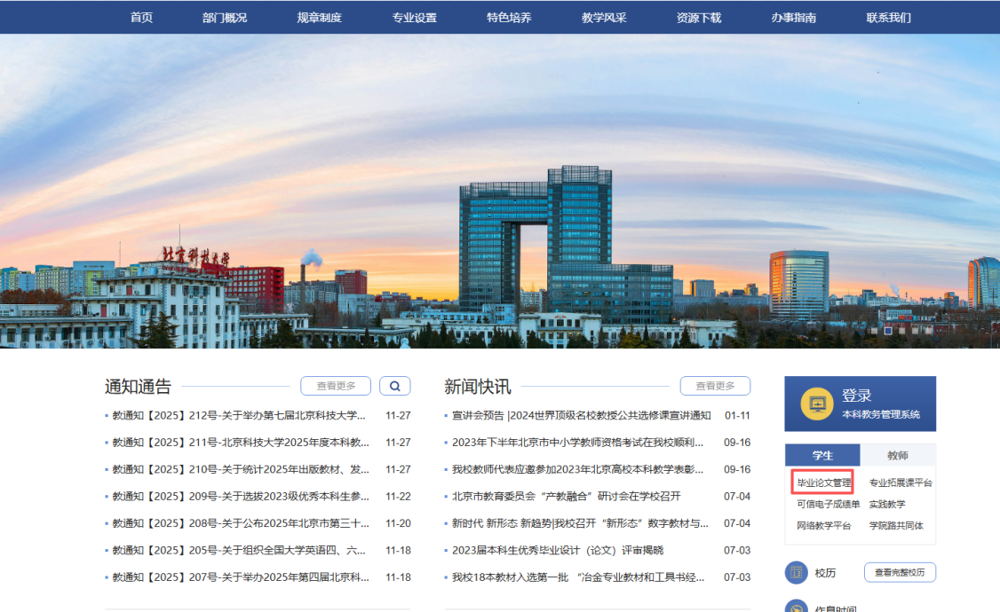 首页 部门概况 规章制度 专业设置 特色培养 教学风采 资源下载 办事指南 联系我们
北京科技大学
通知通告 查看更多
教通知【2025】212号-关于举办第七届北京科技大学... 11-27
教通知【2025】211号-北京科技大学2025年度本科教... 11-27
教通知【2025】210号-关于统计2025年出版教材、发... 11-27
教通知【2025】209号-关于选拔2023级优秀本科生参... 11-22
教通知【2025】208号-关于公布2025年北京市第三十... 11-20
教通知【2025】205号-关于组织全国大学英语四、六... 11-18
教通知【2025】207号-关于举办2025年第四届北京科... 11-18
新闻快讯 查看更多
宣讲会预告 |2024世界顶级名校教授公共选修课宣讲通知 01-11
2023年下半年北京市中小学教师资格考试在我校顺利... 09-16
我校教师代表应邀参加2023年北京高校本科教学表彰... 09-16
北京市教育委员会“产教融合”研讨会在学校召开 07-04
新时代 新形态 新趋势|我校召开“新形态”数字教材与... 07-04
2023届本科生优秀毕业设计（论文）评审揭晓 07-03
我校18本教材入选第一批 “冶金专业教材和工具书经... 07-03
登录
本科教务管理系统
学生 教师
毕业论文管理 专业拓展课平台
可信电子成绩单 实践教学
网络教学平台 学院路共同体
校历 查看完整校历
作息时间